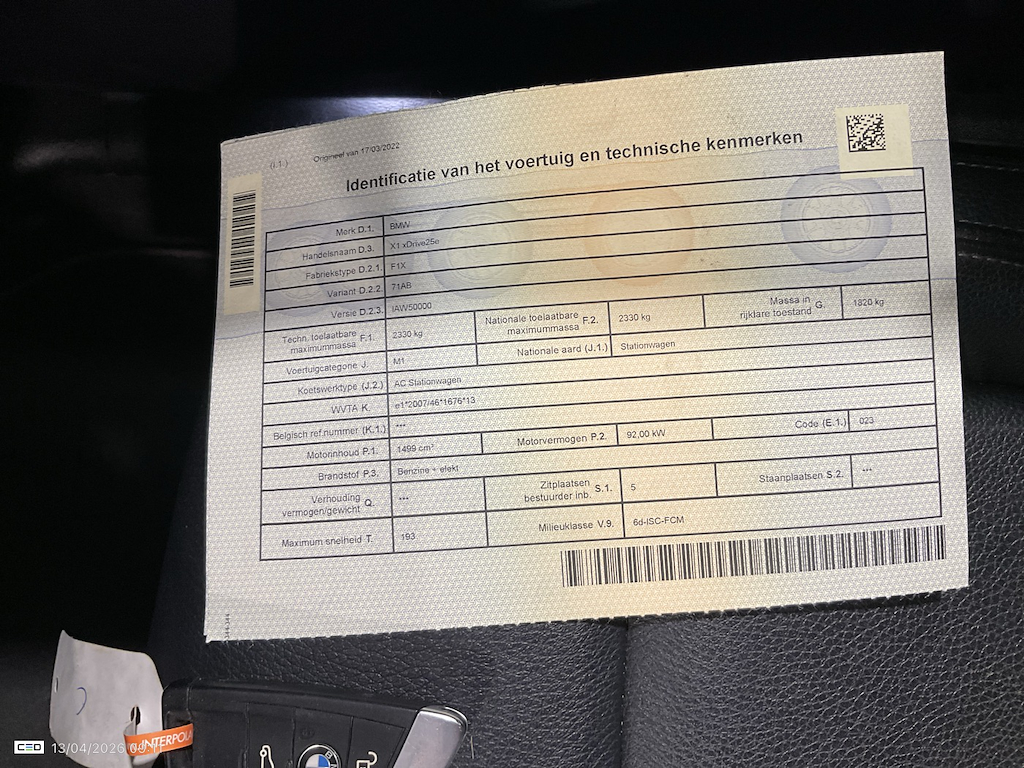 (I.1.)
Origineel van 17/03/2022
Identificatie van het voertuig en technische kenmerken
Merk D.1. BMW
Handelsnaam D.3. X1 xDrive25e
Fabriekstype D.2.1. F1X
Variant D.2.2. 71AB
Versie D.2.3. IAW50000
Techn. toelaatbare maximummassa F.1. 2330 kg Nationale toelaatbare maximummassa F.2. 2330 kg Massa in rijklare toestand G. 1820 kg
Voertuigcategorie J. M1 Nationale aard (J.1.) Stationwagen
Koetswerktype (J.2.) AC Stationwagen
WVTA K. e1*2007/46*1676*13
Belgisch ref.nummer (K.1.) ***
Motorinhoud P.1. 1499 cm³ Motorvermogen P.2. 92,00 kW Code (E.1.) 023
Brandstof P.3. Benzine + elekt
Verhouding vermogen/gewicht Q. *** Zitplaatsen bestuurder inb. S.1. 5 Staanplaatsen S.2. ***
Maximum snelheid T. 193 Milieuklasse V.9. 6d-ISC-FCM
INTERPOLA
CEO 13/04/2026